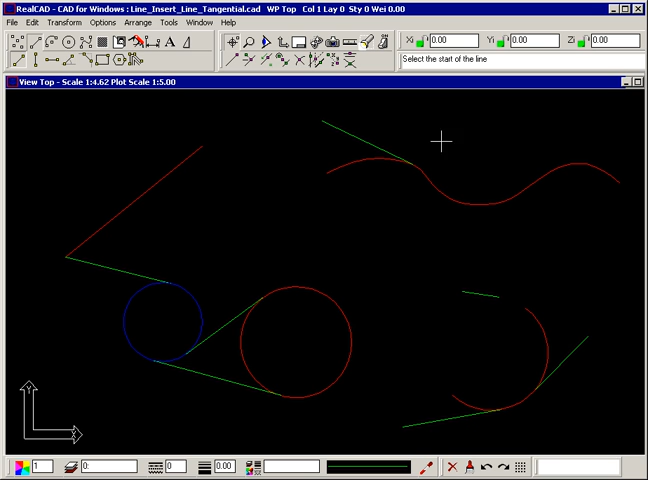 RealCAD - CAD for Windows : Line_Insert_Line_Tangential.cad WP Top Col 1 Lay 0 Sty 0 Wei 0.00
File Edit Transform Options Arrange Tools Window Help
A
Xi 0.00 Yi 0.00 Zi 0.00
Select the start of the line
View Top - Scale 1:4.62 Plot Scale 1:5.00
Y
X
1 0: 0 0.00